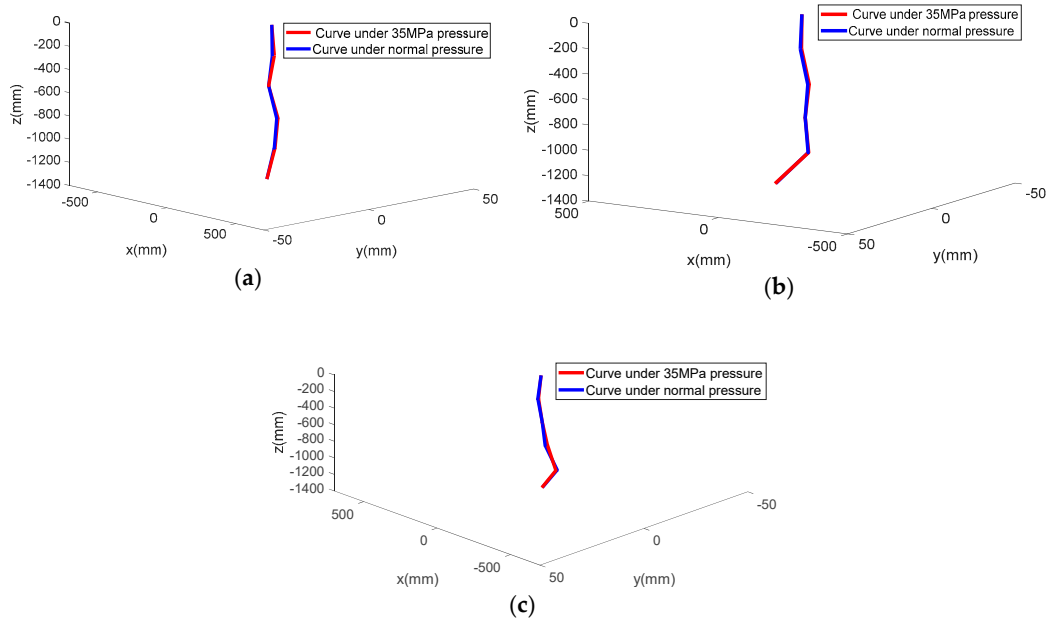 0
-200
-400
-600
-800
-1000
-1200
-1400
z(mm)
-500
0
500
x(mm)
-50
0
50
y(mm)
Curve under 35MPa pressure
Curve under normal pressure
(a)
0
-200
-400
-600
-800
-1000
-1200
-1400
z(mm)
500
0
-500
x(mm)
50
0
-50
y(mm)
Curve under 35MPa pressure
Curve under normal pressure
(b)
0
-200
-400
-600
-800
-1000
-1200
-1400
z(mm)
500
0
-500
x(mm)
50
0
-50
y(mm)
Curve under 35MPa pressure
Curve under normal pressure
(c)